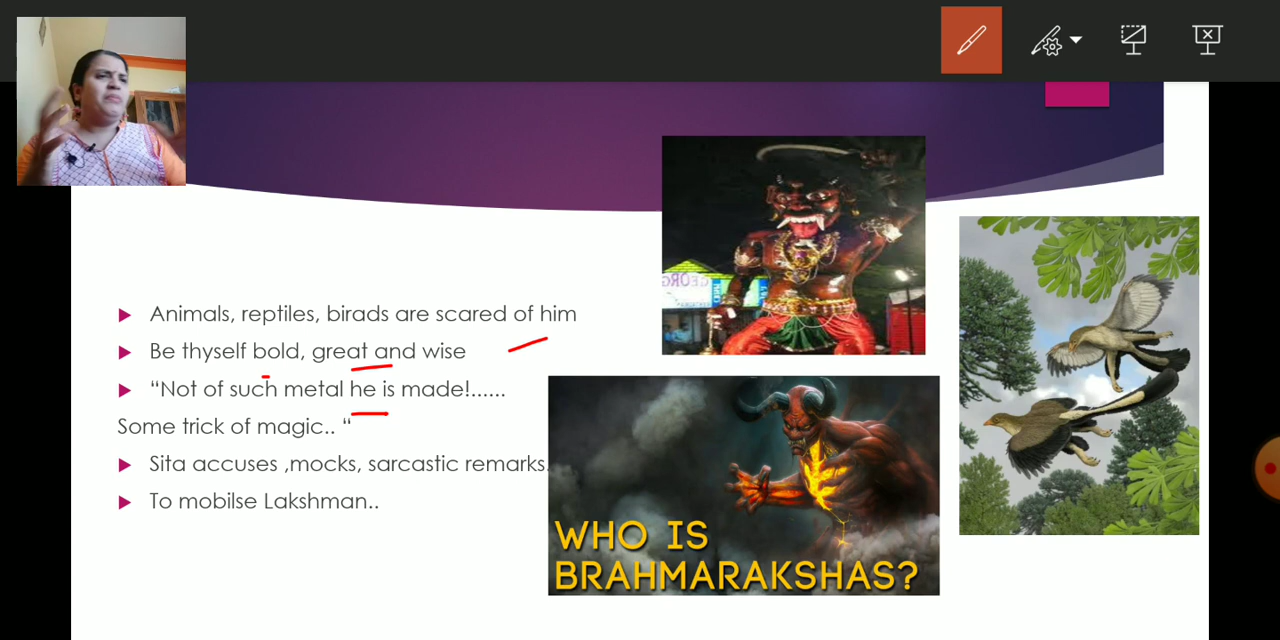 Animals, reptiles, birads are scared of him
Be thyself bold, great and wise
“Not of such metal he is made!......
Some trick of magic.. “
Sita accuses ,mocks, sarcastic remarks.
To mobilse Lakshman..
WHO IS
BRAHMARAKSHAS?